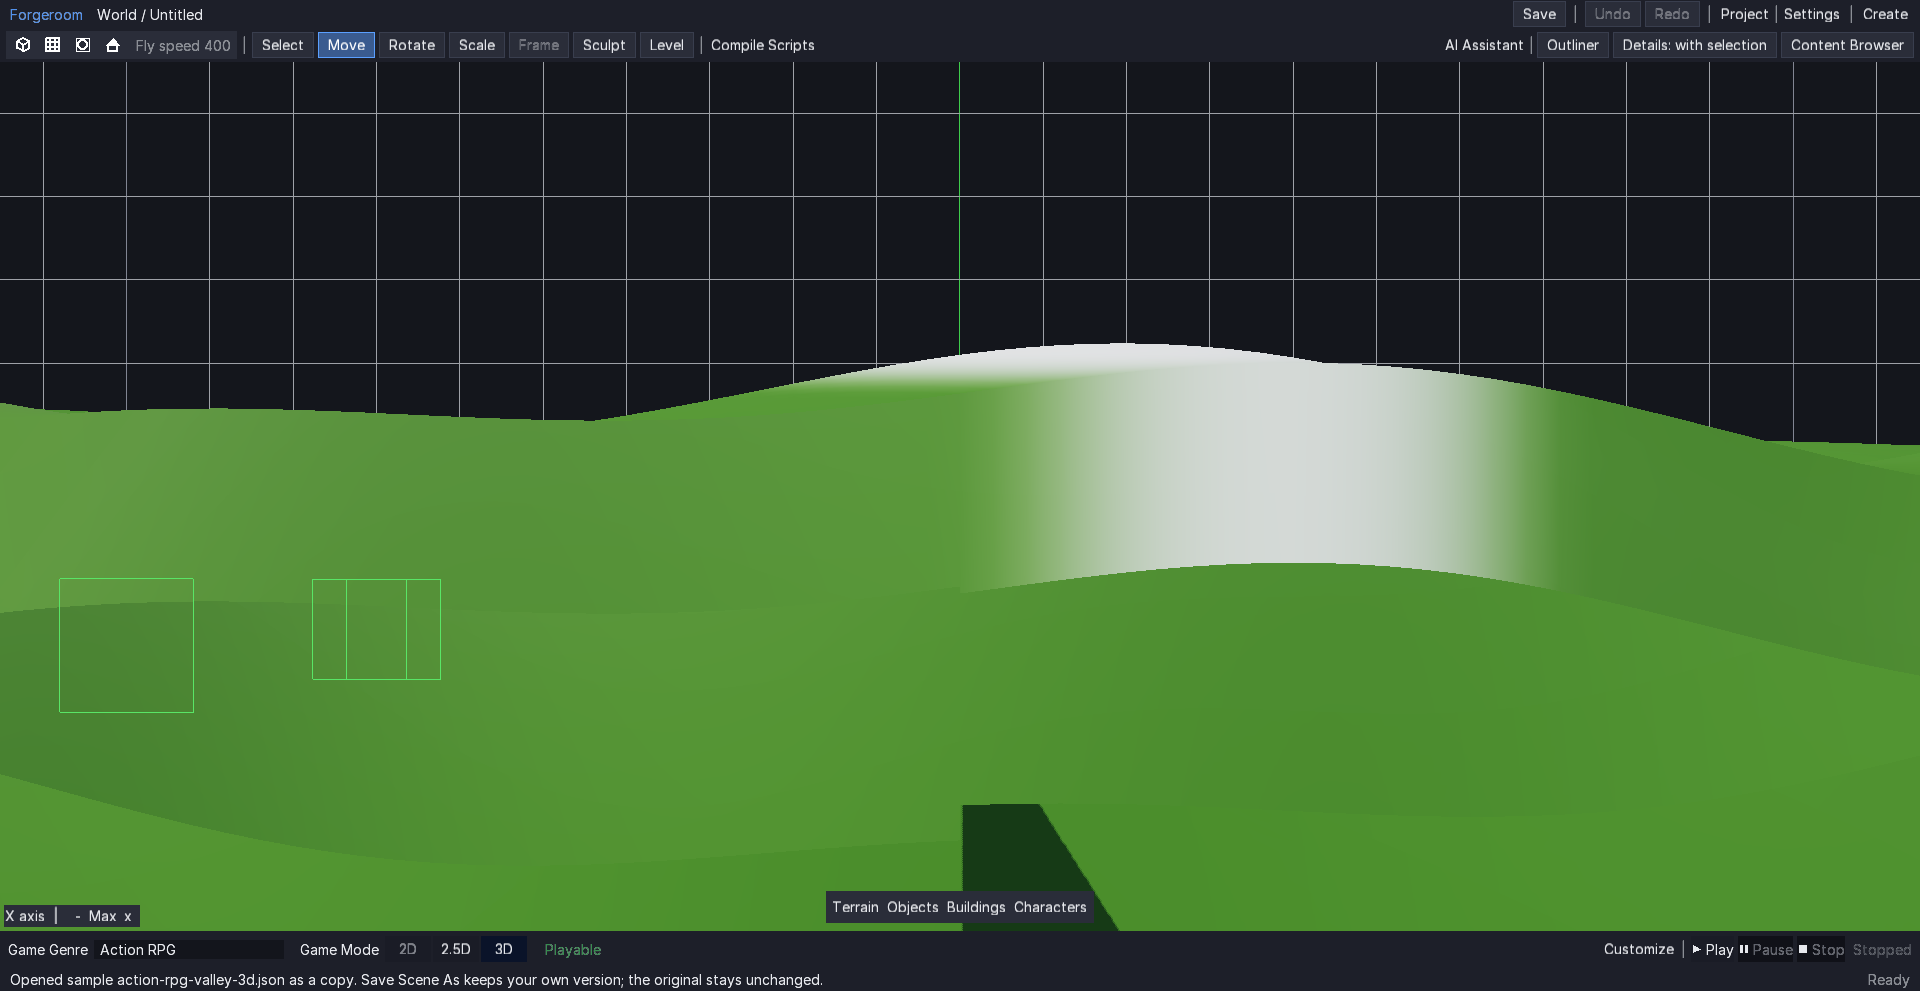 Forgeroom World / Untitled Save | Undo Redo | Project | Settings | Create
Fly speed 400 | Select Move Rotate Scale Frame Sculpt Level | Compile Scripts AI Assistant | Outliner Details: with selection Content Browser
X axis | - Max x
Terrain Objects Buildings Characters
Game Genre Action RPG Game Mode 2D 2.5D 3D Playable Customize | Play Pause Stop Stopped
Opened sample action-rpg-valley-3d.json as a copy. Save Scene As keeps your own version; the original stays unchanged. Ready